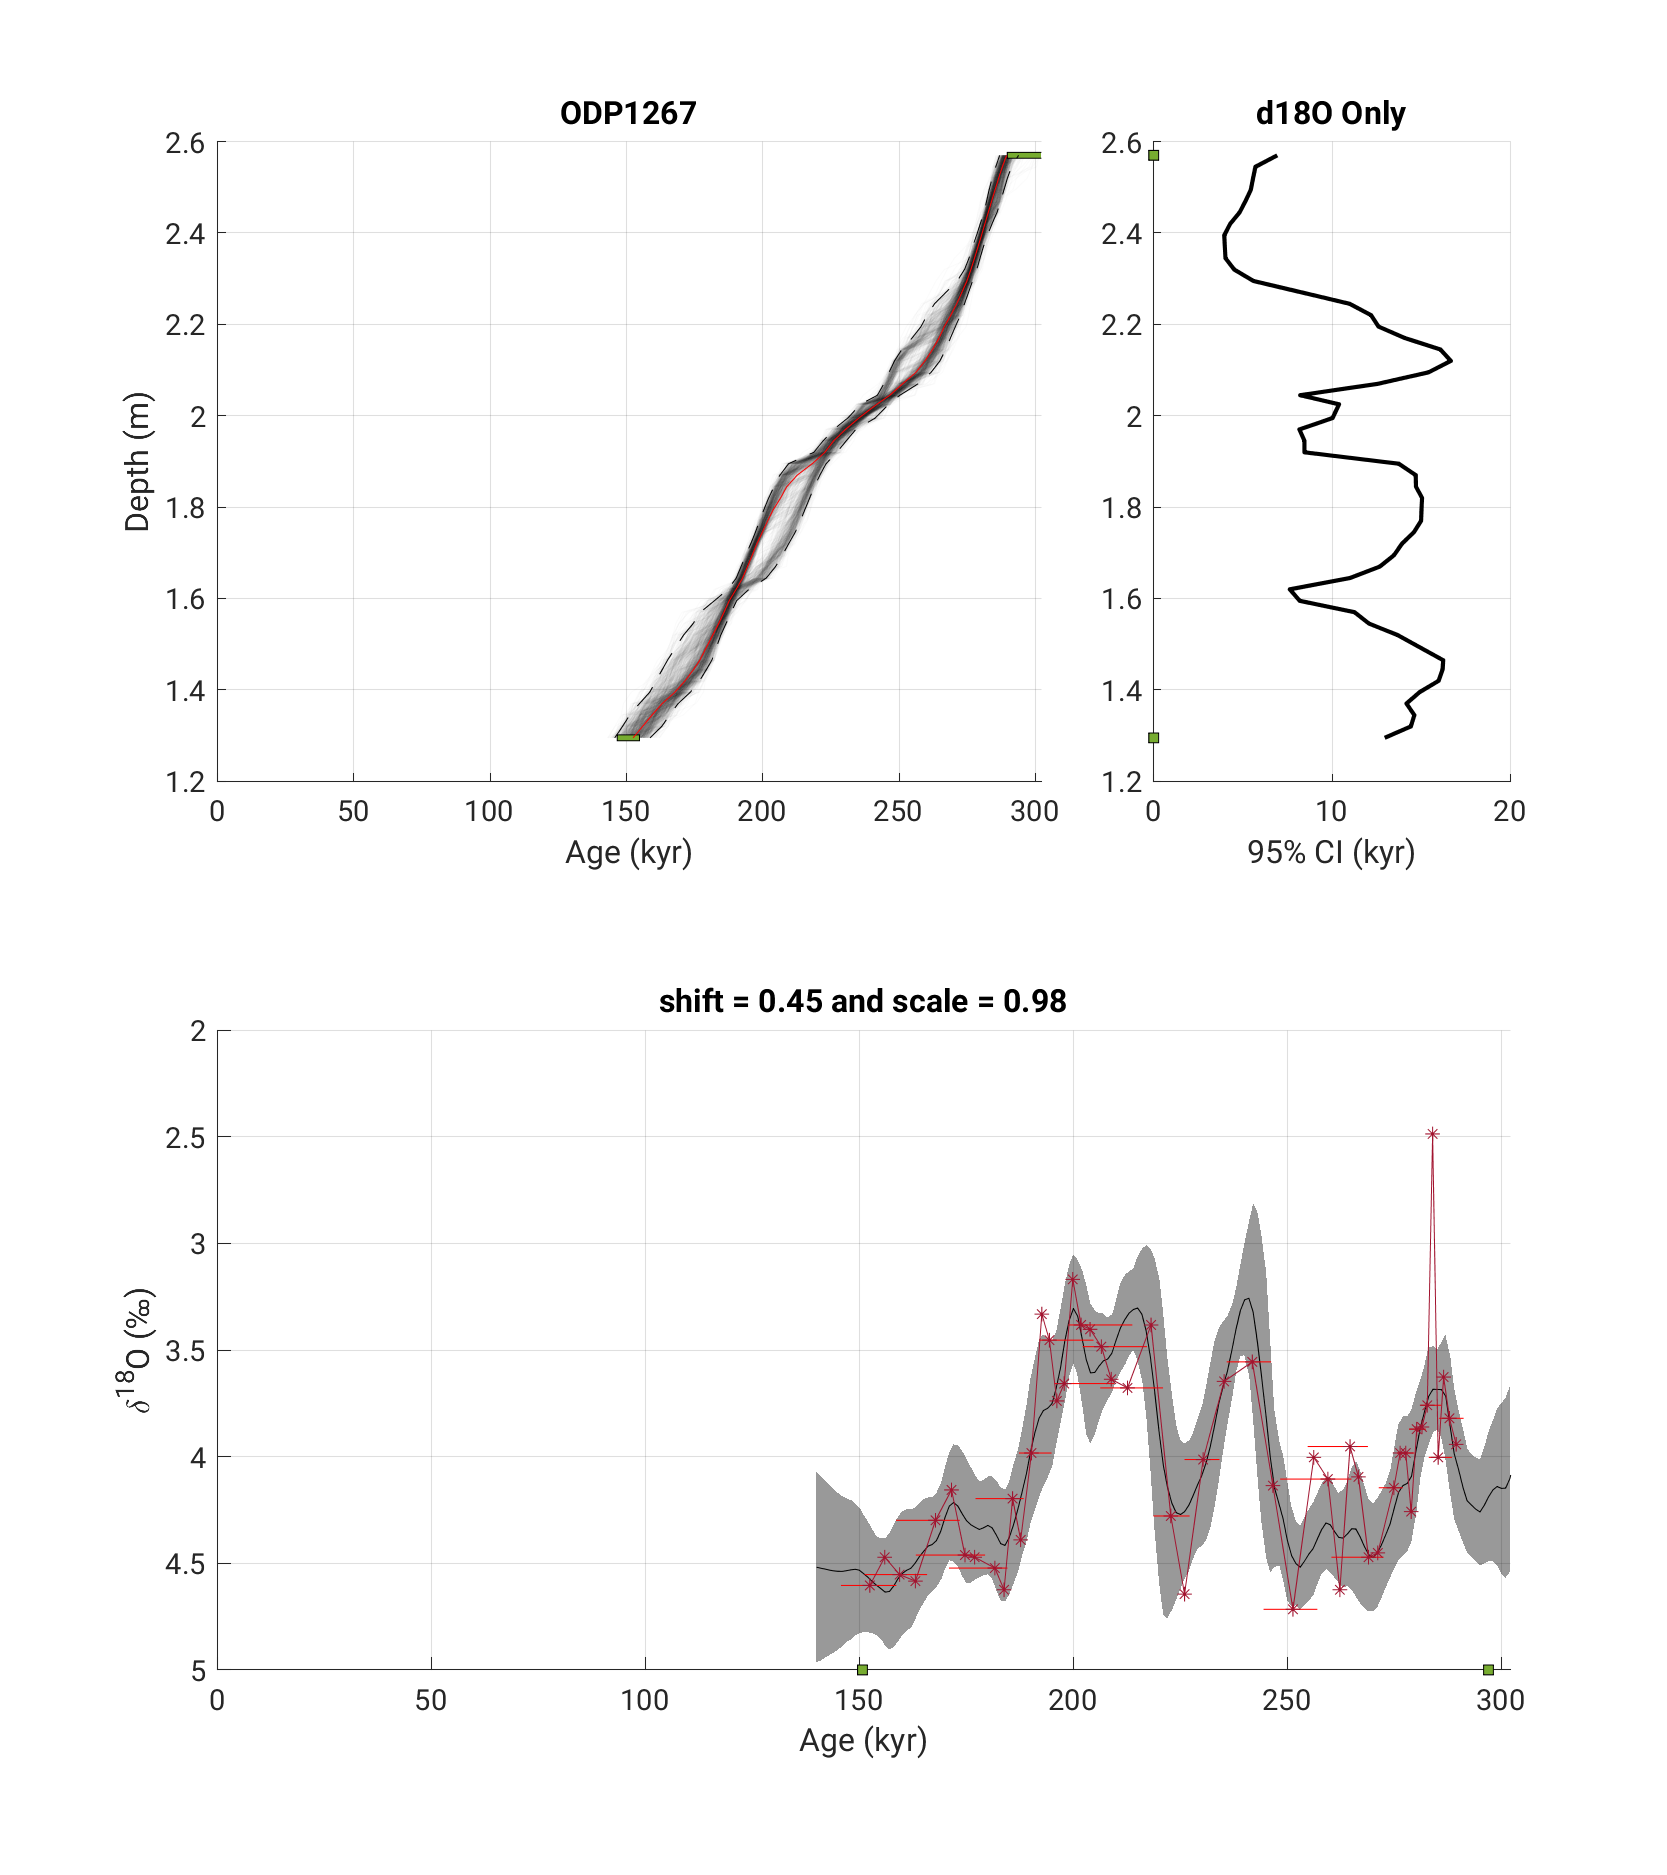 ODP1267
2.6
2.4
2.2
2
1.8
1.6
1.4
1.2
Depth (m)
0 50 100 150 200 250 300
Age (kyr)
d18O Only
2.6
2.4
2.2
2
1.8
1.6
1.4
1.2
0 10 20
95% CI (kyr)
shift = 0.45 and scale = 0.98
2
2.5
3
3.5
4
4.5
5
δ¹⁸O (‰)
0 50 100 150 200 250 300
Age (kyr)